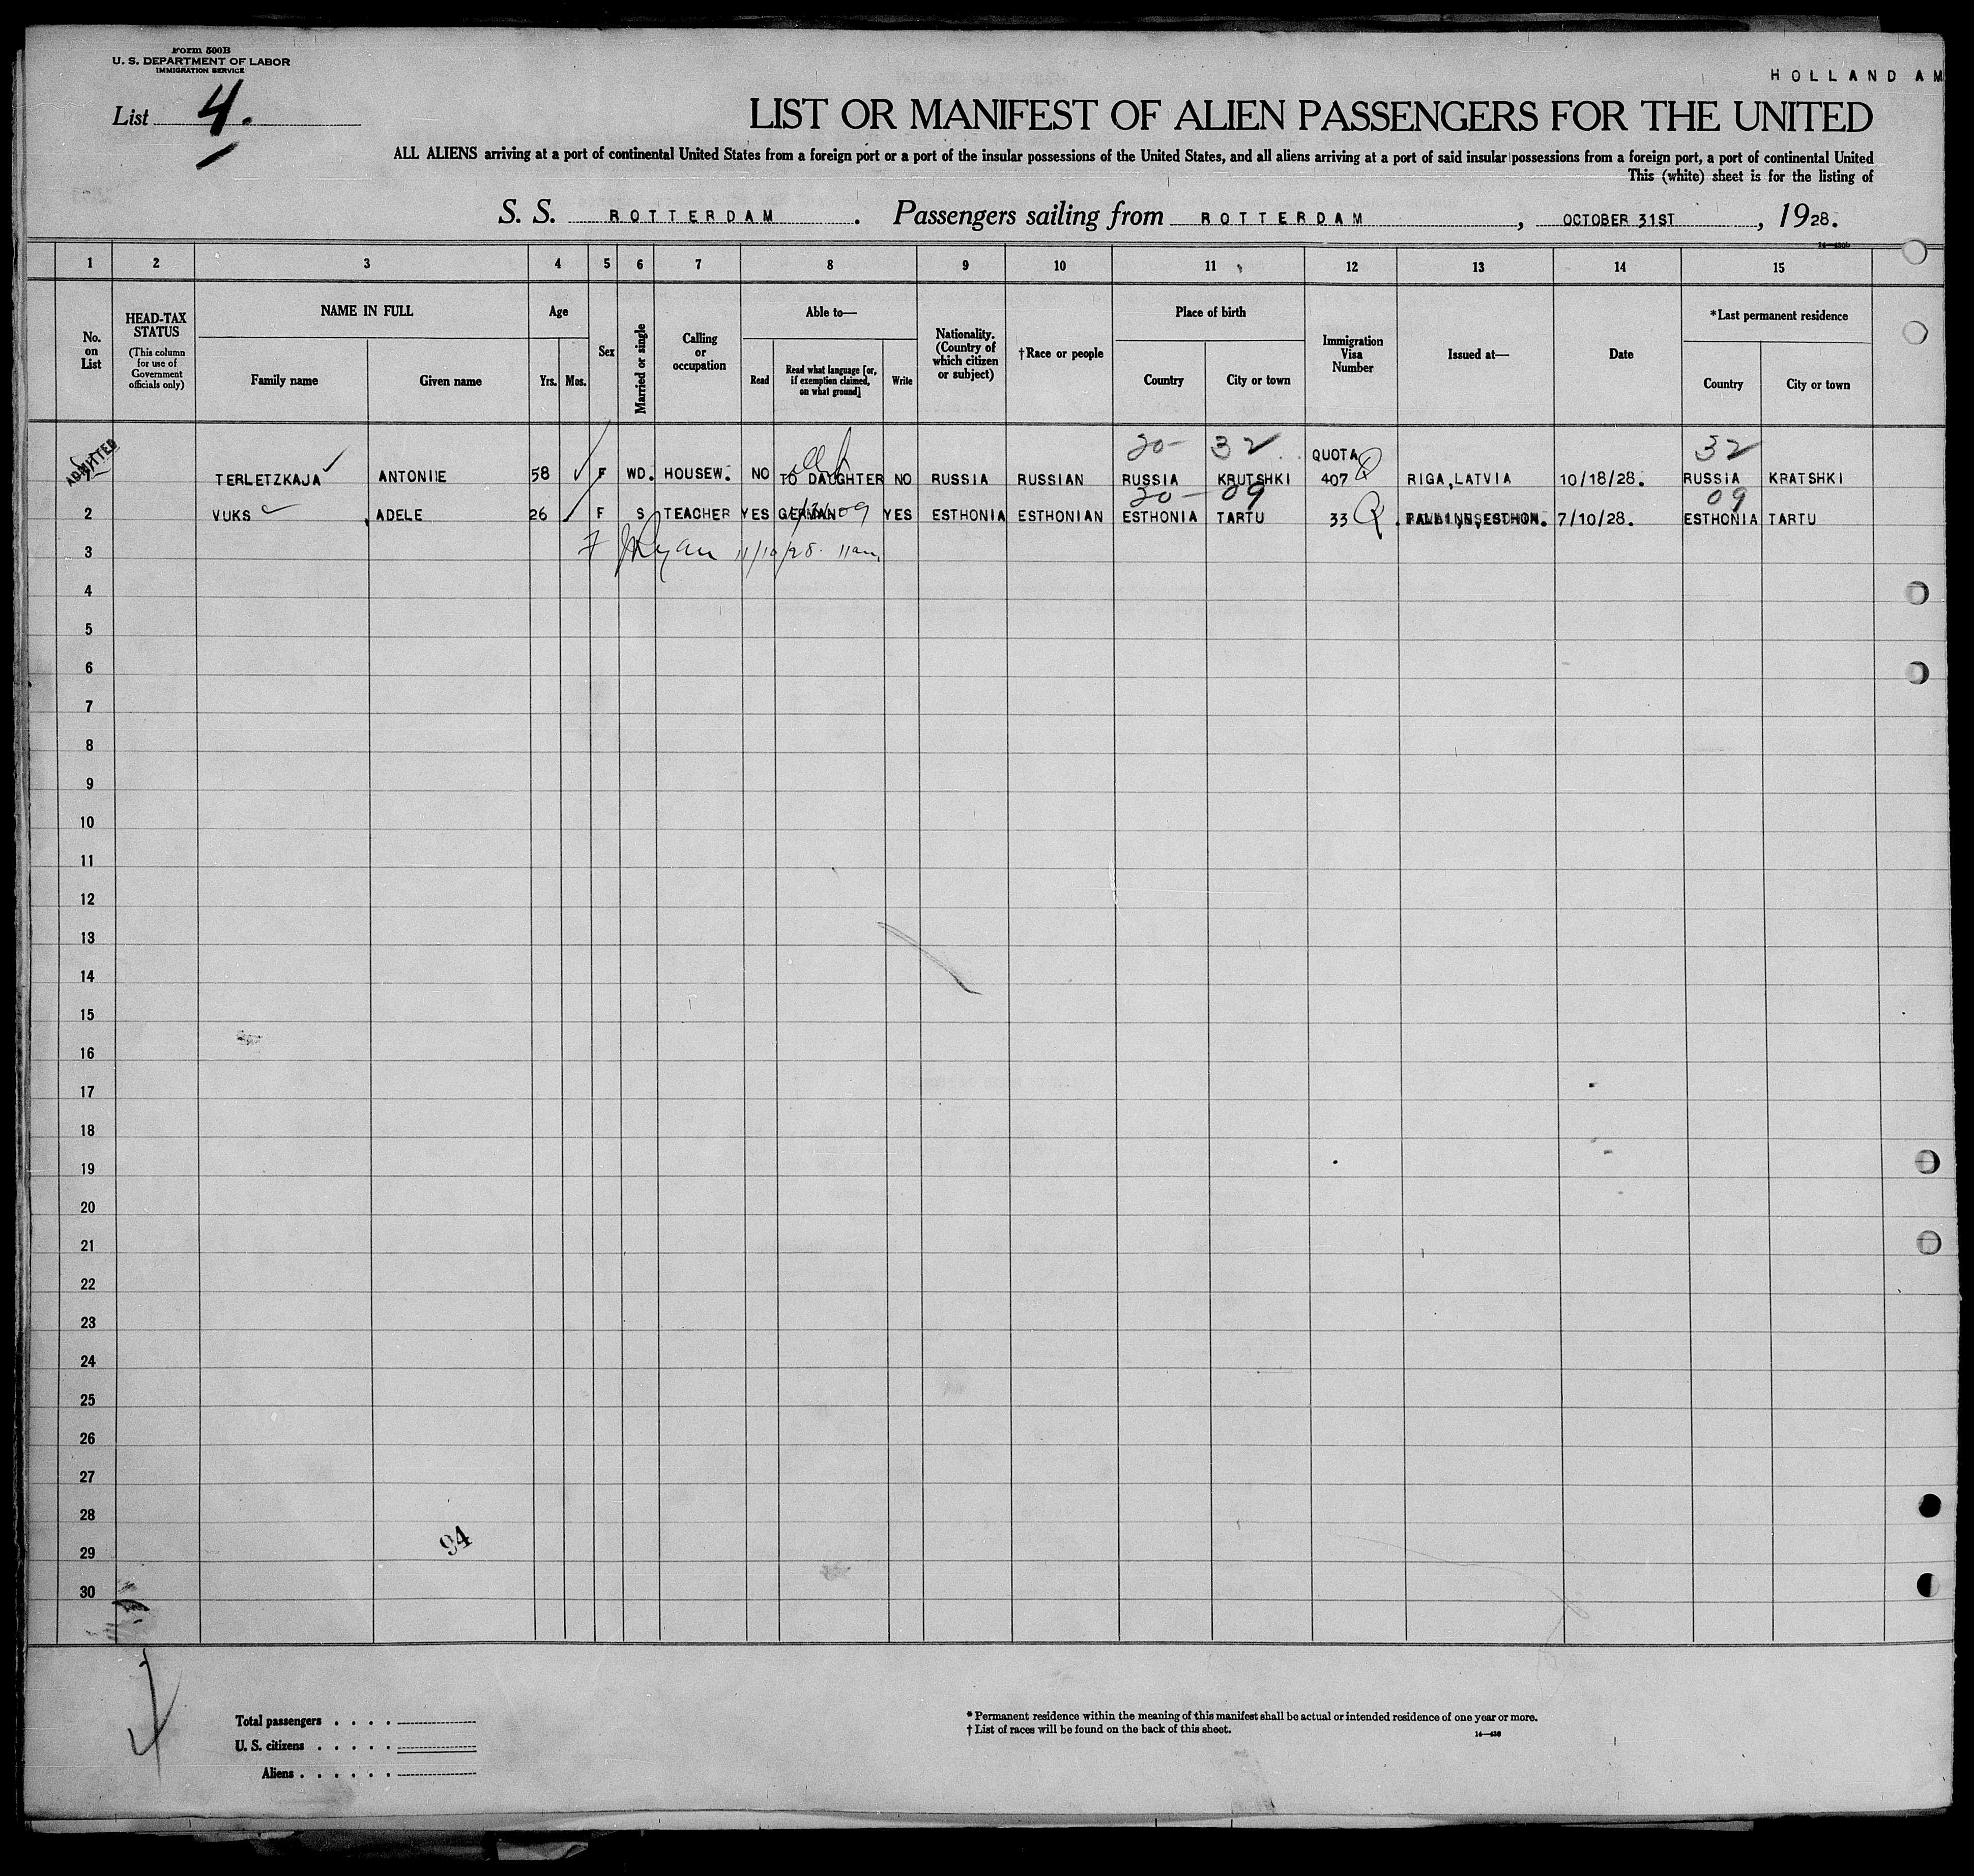 Form 500B
U. S. DEPARTMENT OF LABOR
IMMIGRATION SERVICE
HOLLAND AM
List 4.
LIST OR MANIFEST OF ALIEN PASSENGERS FOR THE UNITED
ALL ALIENS arriving at a port of continental United States from a foreign port or a port of the insular possessions of the United States, and all aliens arriving at a port of said insular possessions from a foreign port, a port of continental United
This (white) sheet is for the listing of
S. S. ROTTERDAM. Passengers sailing from ROTTERDAM, OCTOBER 31ST, 1928.
1 2 3 4 5 6 7 8 9 10 11 12 13 14 15
No. on List
HEAD-TAX STATUS (This column for use of Government officials only)
NAME IN FULL
Family name
Given name
Age
Yrs. Mos.
Sex
Married or single
Calling or occupation
Able to—
Read
Read what language [or, if exemption claimed, on what ground]
Write
Nationality. (Country of which citizen or subject)
†Race or people
Place of birth
Country
City or town
Immigration Visa Number
Issued at—
Date
*Last permanent residence
Country
City or town
20- 32 QUOTA 32
ADMITTED TERLETZKAJA ANTONIE 58 F WD. HOUSEW. NO TO DAUGHTER NO RUSSIA RUSSIAN RUSSIA KRUTSHKI 407 Q RIGA,LATVIA 10/18/28. RUSSIA KRATSHKI
20- 09 09
2 VUKS ADELE 26 F S TEACHER YES GERMAN 09 YES ESTHONIA ESTHONIAN ESTHONIA TARTU 33 Q ESTHON. 7/10/28. ESTHONIA TARTU
3 Ryan 11/10/28. 11am
4
5
6
7
8
9
10
11
12
13
14
15
16
17
18
19
20
21
22
23
24
25
26
27
28
94
29
30
Total passengers . . . .
U. S. citizens . . . . .
Aliens . . . . . .
* Permanent residence within the meaning of this manifest shall be actual or intended residence of one year or more.
† List of races will be found on the back of this sheet.
14—430